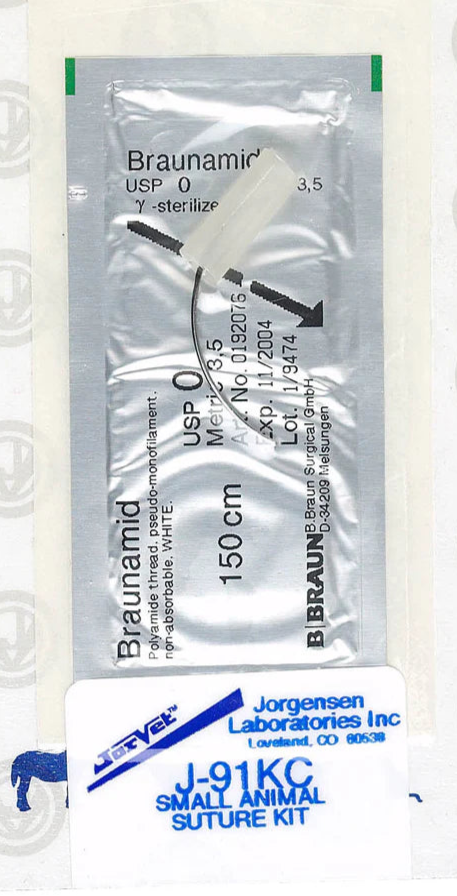 Braunamid
USP 0 3,5
γ-sterilize
Braunamid
Polyamide thread, pseudo-monofilament,
non-absorbable, WHITE.
150 cm
USP 0
Metric 3,5
Art. No. 0192076
Exp. 11/2004
Lot. 1/9474
B|BRAUN
B.Braun Surgical GmbH
D-34209 Melsungen
JorVet™
Jorgensen
Laboratories Inc
Loveland, CO 80538
J-91KC
SMALL ANIMAL
SUTURE KIT